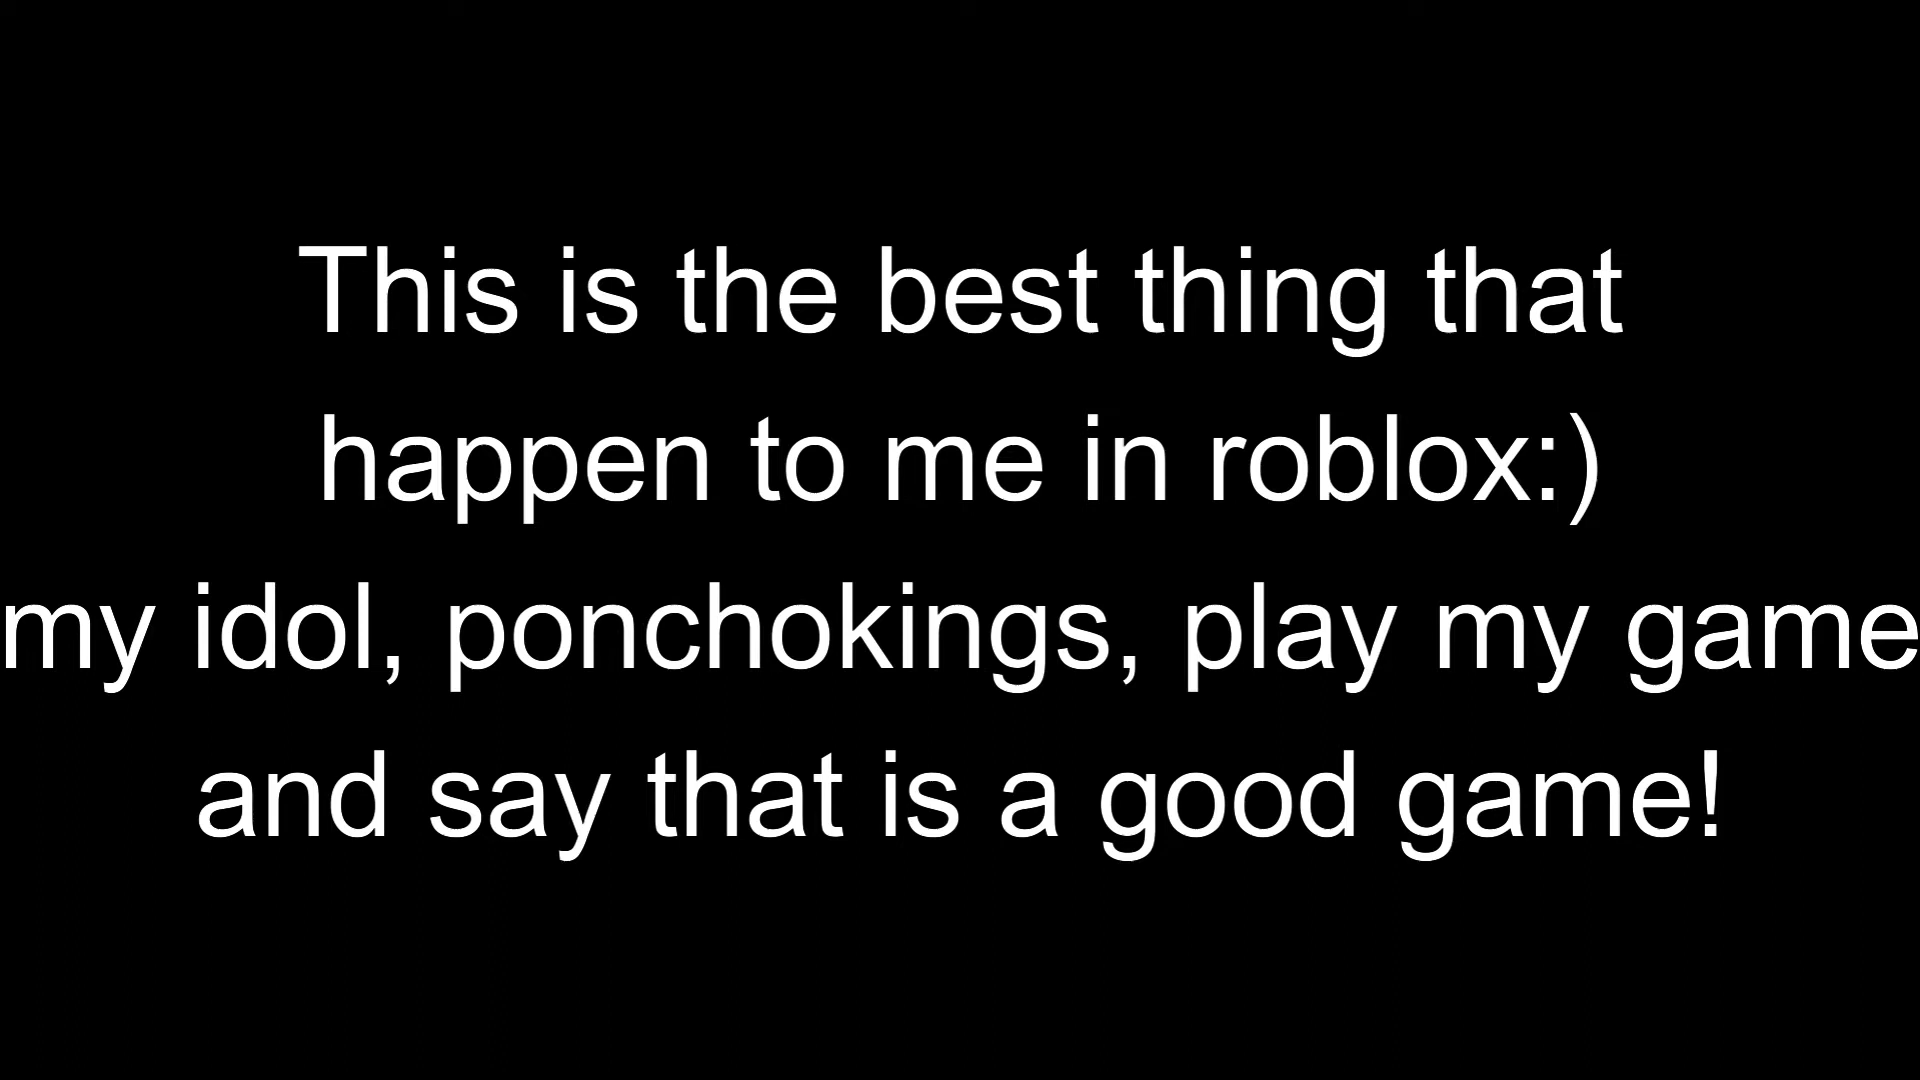 This is the best thing that
happen to me in roblox:)
my idol, ponchokings, play my game
and say that is a good game!